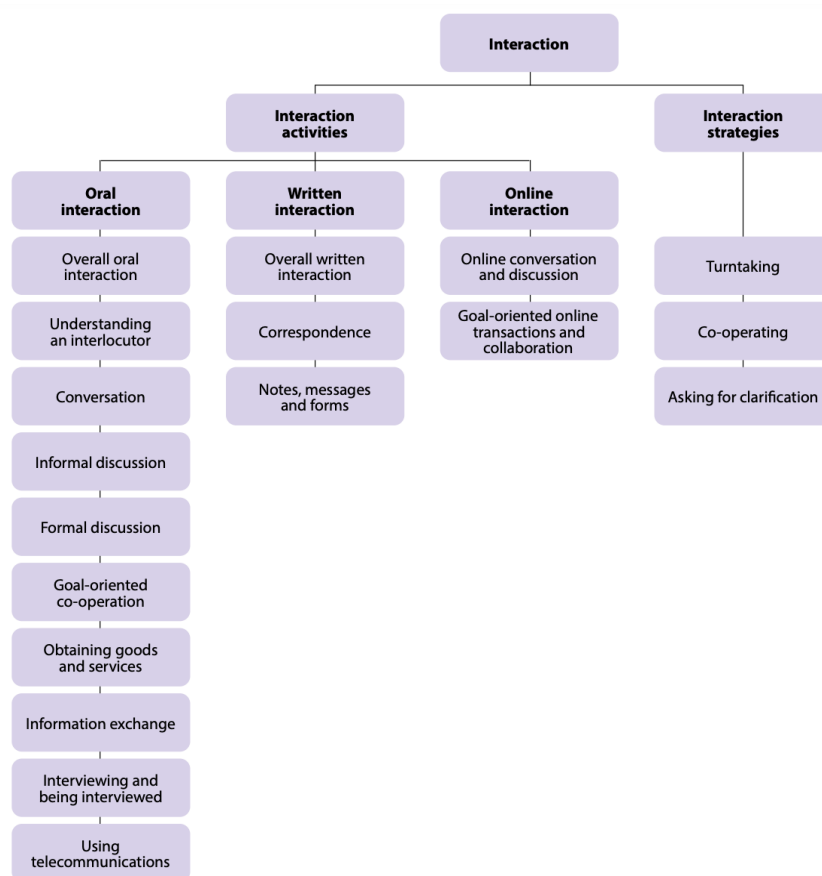 Interaction
Interaction
activities
Interaction
strategies
Oral
interaction
Written
interaction
Online
interaction
Overall oral
interaction
Understanding
an interlocutor
Conversation
Informal discussion
Formal discussion
Goal-oriented
co-operation
Obtaining goods
and services
Information exchange
Interviewing and
being interviewed
Using
telecommunications
Overall written
interaction
Correspondence
Notes, messages
and forms
Online conversation
and discussion
Goal-oriented online
transactions and
collaboration
Turntaking
Co-operating
Asking for clarification